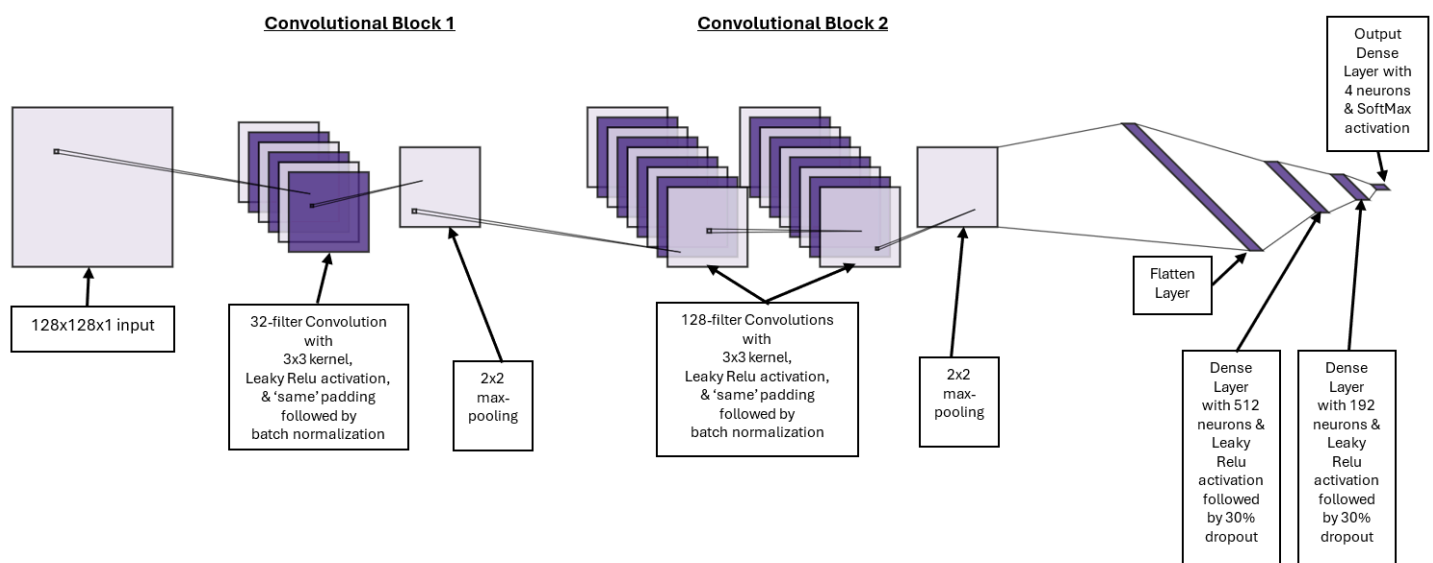 Convolutional Block 1
Convolutional Block 2
Output
Dense
Layer with
4 neurons
& SoftMax
activation
128x128x1 input
32-filter Convolution
with
3x3 kernel,
Leaky Relu activation,
& ‘same’ padding
followed by
batch normalization
2x2
max-
pooling
128-filter Convolutions
with
3x3 kernel,
Leaky Relu activation,
& ‘same’ padding
followed by
batch normalization
2x2
max-
pooling
Flatten
Layer
Dense
Layer
with 512
neurons &
Leaky
Relu
activation
followed
by 30%
dropout
Dense
Layer
with 192
neurons &
Leaky
Relu
activation
followed
by 30%
dropout